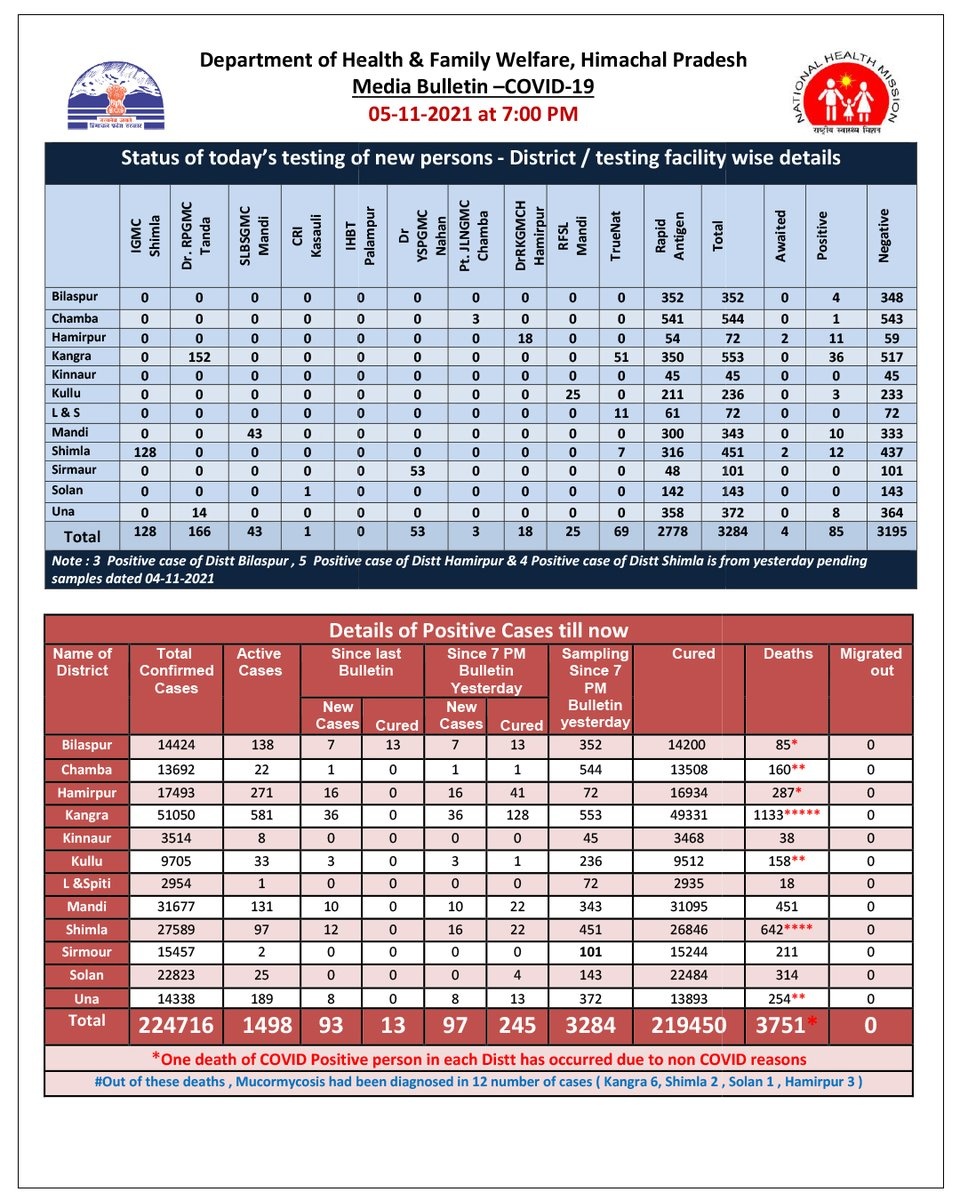 Department of Health & Family Welfare, Himachal Pradesh
Media Bulletin –COVID-19
05-11-2021 at 7:00 PM
NATIONAL HEALTH MISSION
राष्ट्रीय स्वास्थ्य मिशन
हिमाचल प्रदेश सरकार
Status of today's testing of new persons - District / testing facility wise details
IGMC Shimla Dr. RPGMC Tanda SLBSGMC Mandi CRI Kasauli IHBT Palampur Dr YSPGMC Nahan Pt. JLNGMC Chamba DrRKGMCH Hamirpur RFSL Mandi TrueNat Rapid Antigen Total Awaited Positive Negative
Bilaspur 0 0 0 0 0 0 0 0 0 0 352 352 0 4 348
Chamba 0 0 0 0 0 0 3 0 0 0 541 544 0 1 543
Hamirpur 0 0 0 0 0 0 0 18 0 0 54 72 2 11 59
Kangra 0 152 0 0 0 0 0 0 0 51 350 553 0 36 517
Kinnaur 0 0 0 0 0 0 0 0 0 0 45 45 0 0 45
Kullu 0 0 0 0 0 0 0 0 25 0 211 236 0 3 233
L & S 0 0 0 0 0 0 0 0 0 11 61 72 0 0 72
Mandi 0 0 43 0 0 0 0 0 0 0 300 343 0 10 333
Shimla 128 0 0 0 0 0 0 0 0 7 316 451 2 12 437
Sirmaur 0 0 0 0 0 53 0 0 0 0 48 101 0 0 101
Solan 0 0 0 1 0 0 0 0 0 0 142 143 0 0 143
Una 0 14 0 0 0 0 0 0 0 0 358 372 0 8 364
Total 128 166 43 1 0 53 3 18 25 69 2778 3284 4 85 3195
Note : 3 Positive case of Distt Bilaspur , 5 Positive case of Distt Hamirpur & 4 Positive case of Distt Shimla is from yesterday pending
samples dated 04-11-2021
Details of Positive Cases till now
Name of District Total Confirmed Cases Active Cases Since last Bulletin Since 7 PM Bulletin Yesterday Sampling Since 7 PM Bulletin yesterday Cured Deaths Migrated out
New Cases Cured New Cases Cured
Bilaspur 14424 138 7 13 7 13 352 14200 85* 0
Chamba 13692 22 1 0 1 1 544 13508 160** 0
Hamirpur 17493 271 16 0 16 41 72 16934 287* 0
Kangra 51050 581 36 0 36 128 553 49331 1133***** 0
Kinnaur 3514 8 0 0 0 0 45 3468 38 0
Kullu 9705 33 3 0 3 1 236 9512 158** 0
L &Spiti 2954 1 0 0 0 0 72 2935 18 0
Mandi 31677 131 10 0 10 22 343 31095 451 0
Shimla 27589 97 12 0 16 22 451 26846 642**** 0
Sirmour 15457 2 0 0 0 0 101 15244 211 0
Solan 22823 25 0 0 0 4 143 22484 314 0
Una 14338 189 8 0 8 13 372 13893 254** 0
Total 224716 1498 93 13 97 245 3284 219450 3751* 0
*One death of COVID Positive person in each Distt has occurred due to non COVID reasons
#Out of these deaths , Mucormycosis had been diagnosed in 12 number of cases ( Kangra 6, Shimla 2 , Solan 1 , Hamirpur 3 )